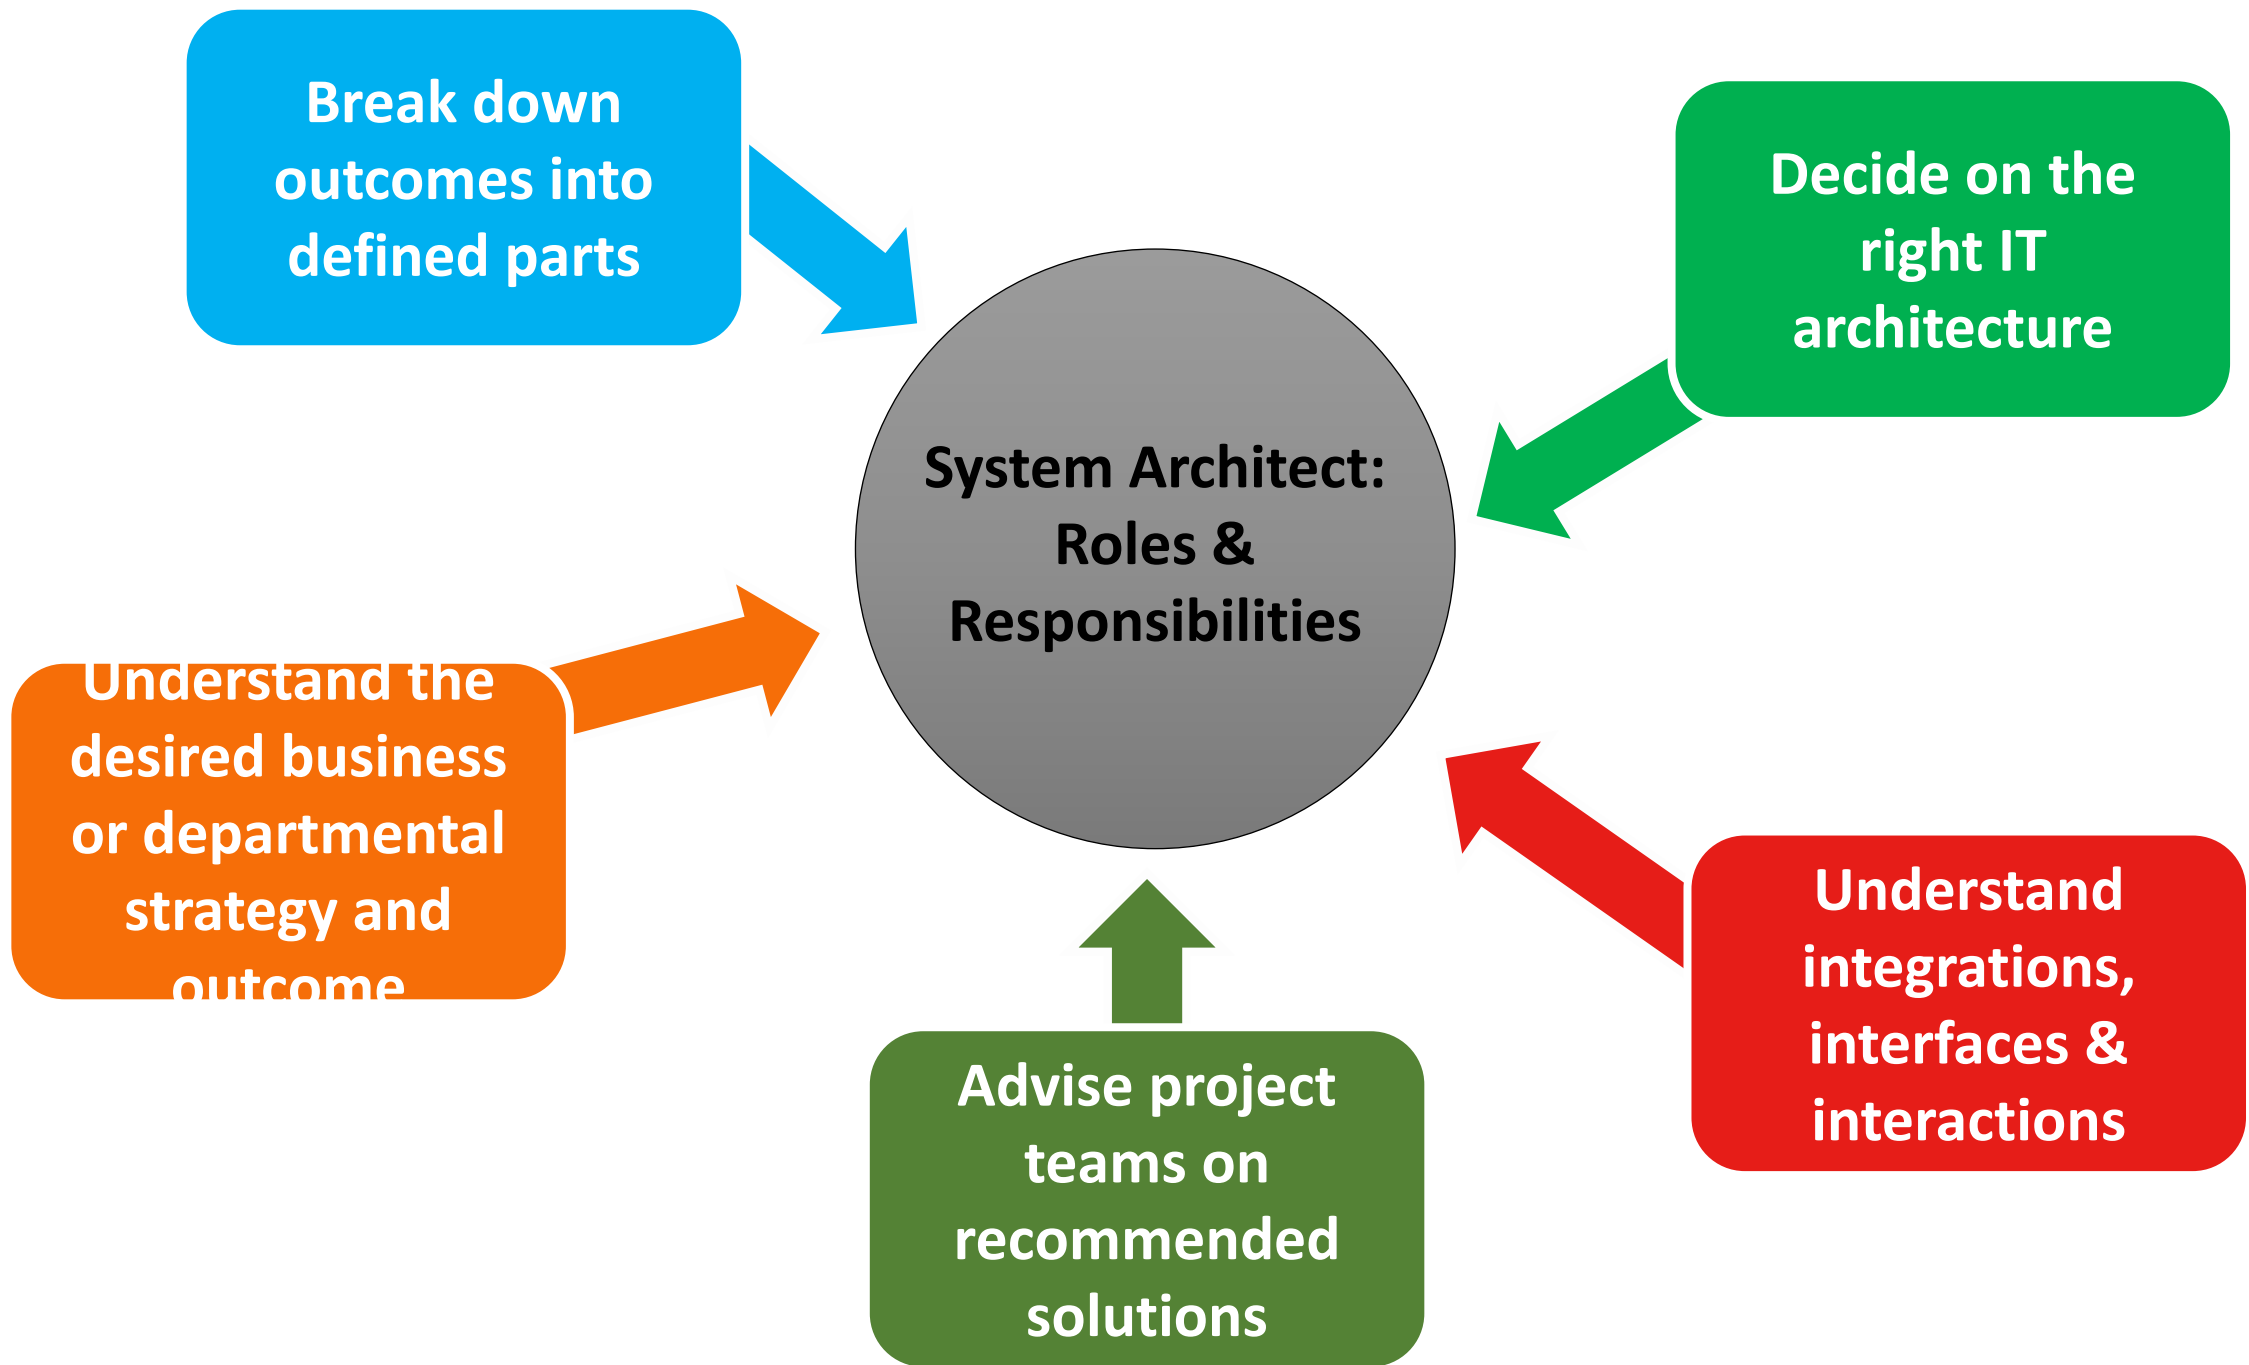 Break down
outcomes into
defined parts
Decide on the
right IT
architecture
System Architect:
Roles &
Responsibilities
Understand the
desired business
or departmental
strategy and
outcome
Understand
integrations,
interfaces &
interactions
Advise project
teams on
recommended
solutions